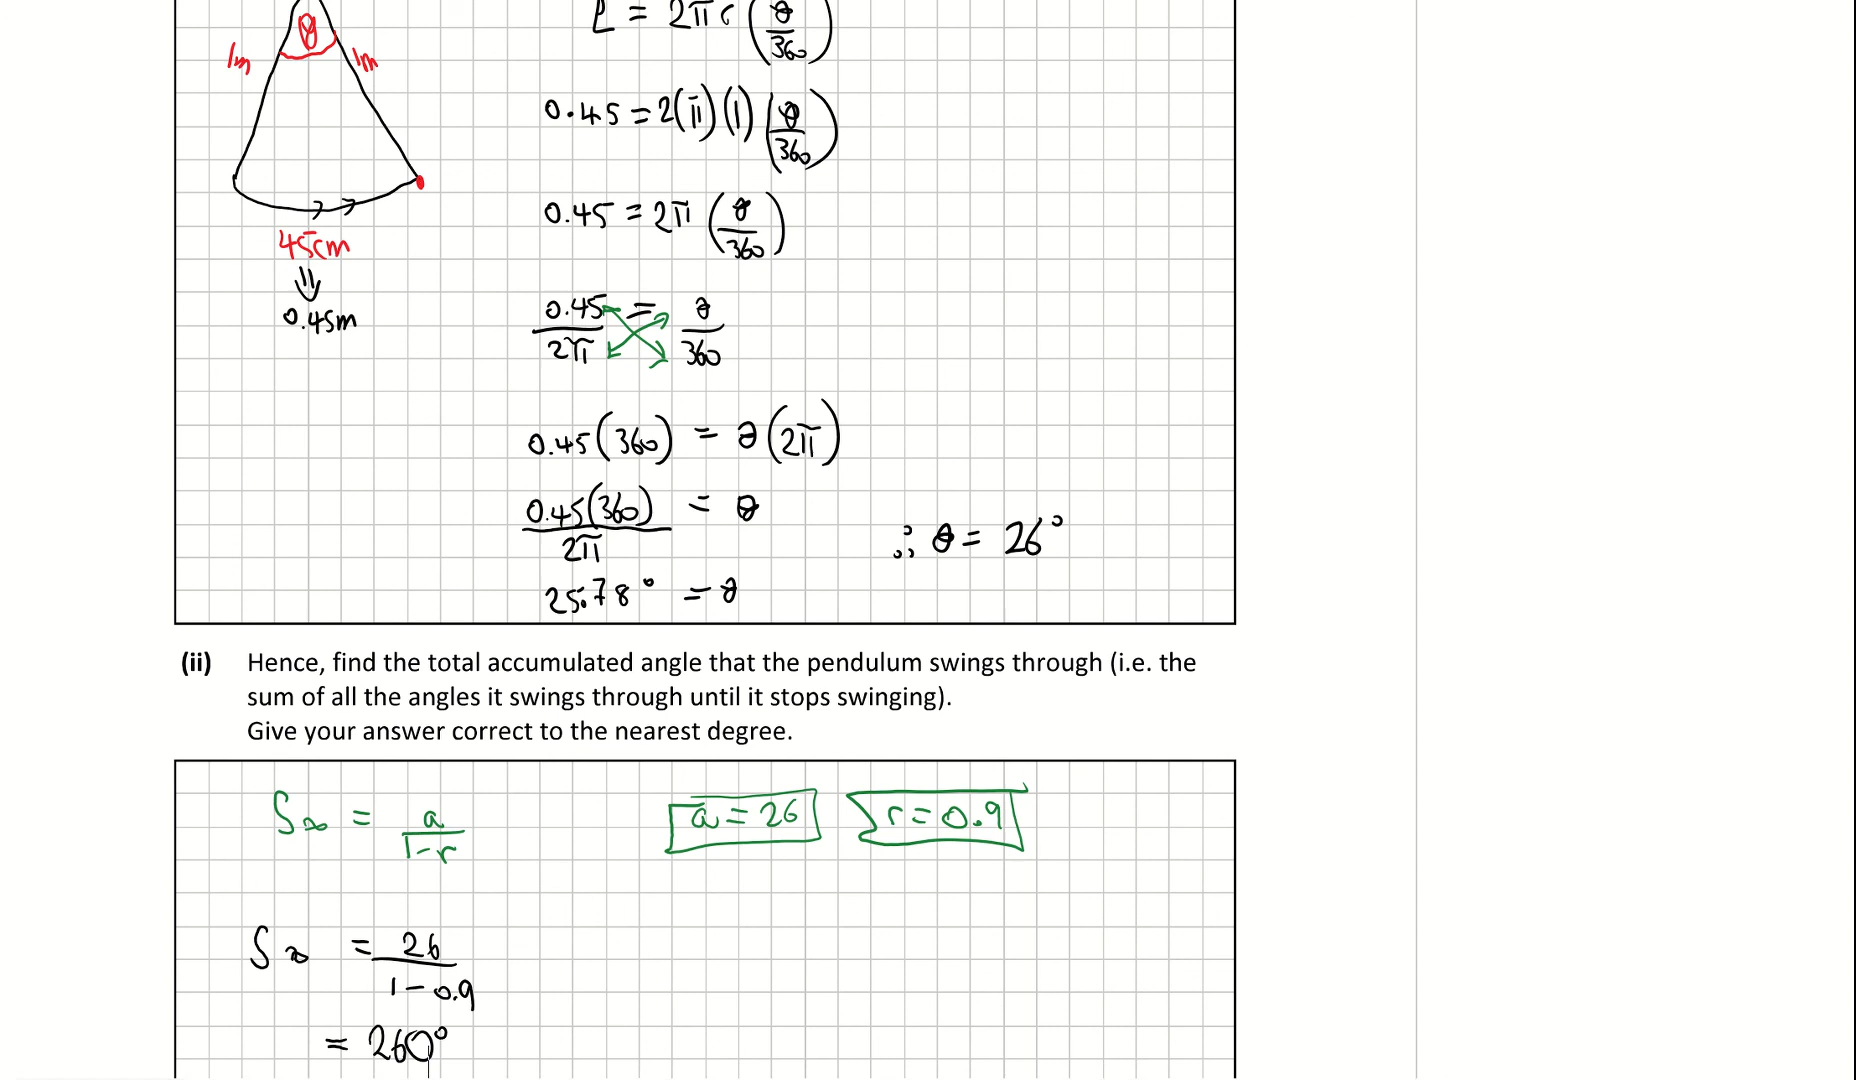 θ
1m 1m
45cm
0.45m
L = 2πr (θ/360)
0.45 = 2(π)(1)(θ/360)
0.45 = 2π (θ/360)
0.45/2π = θ/360
0.45(360) = θ(2π)
0.45(360)/2π = θ
25.78° = θ
∴ θ = 26°
(ii) Hence, find the total accumulated angle that the pendulum swings through (i.e. the
sum of all the angles it swings through until it stops swinging).
Give your answer correct to the nearest degree.
S∞ = a/1-r a = 26 r = 0.9
S∞ = 26/1-0.9
= 260°